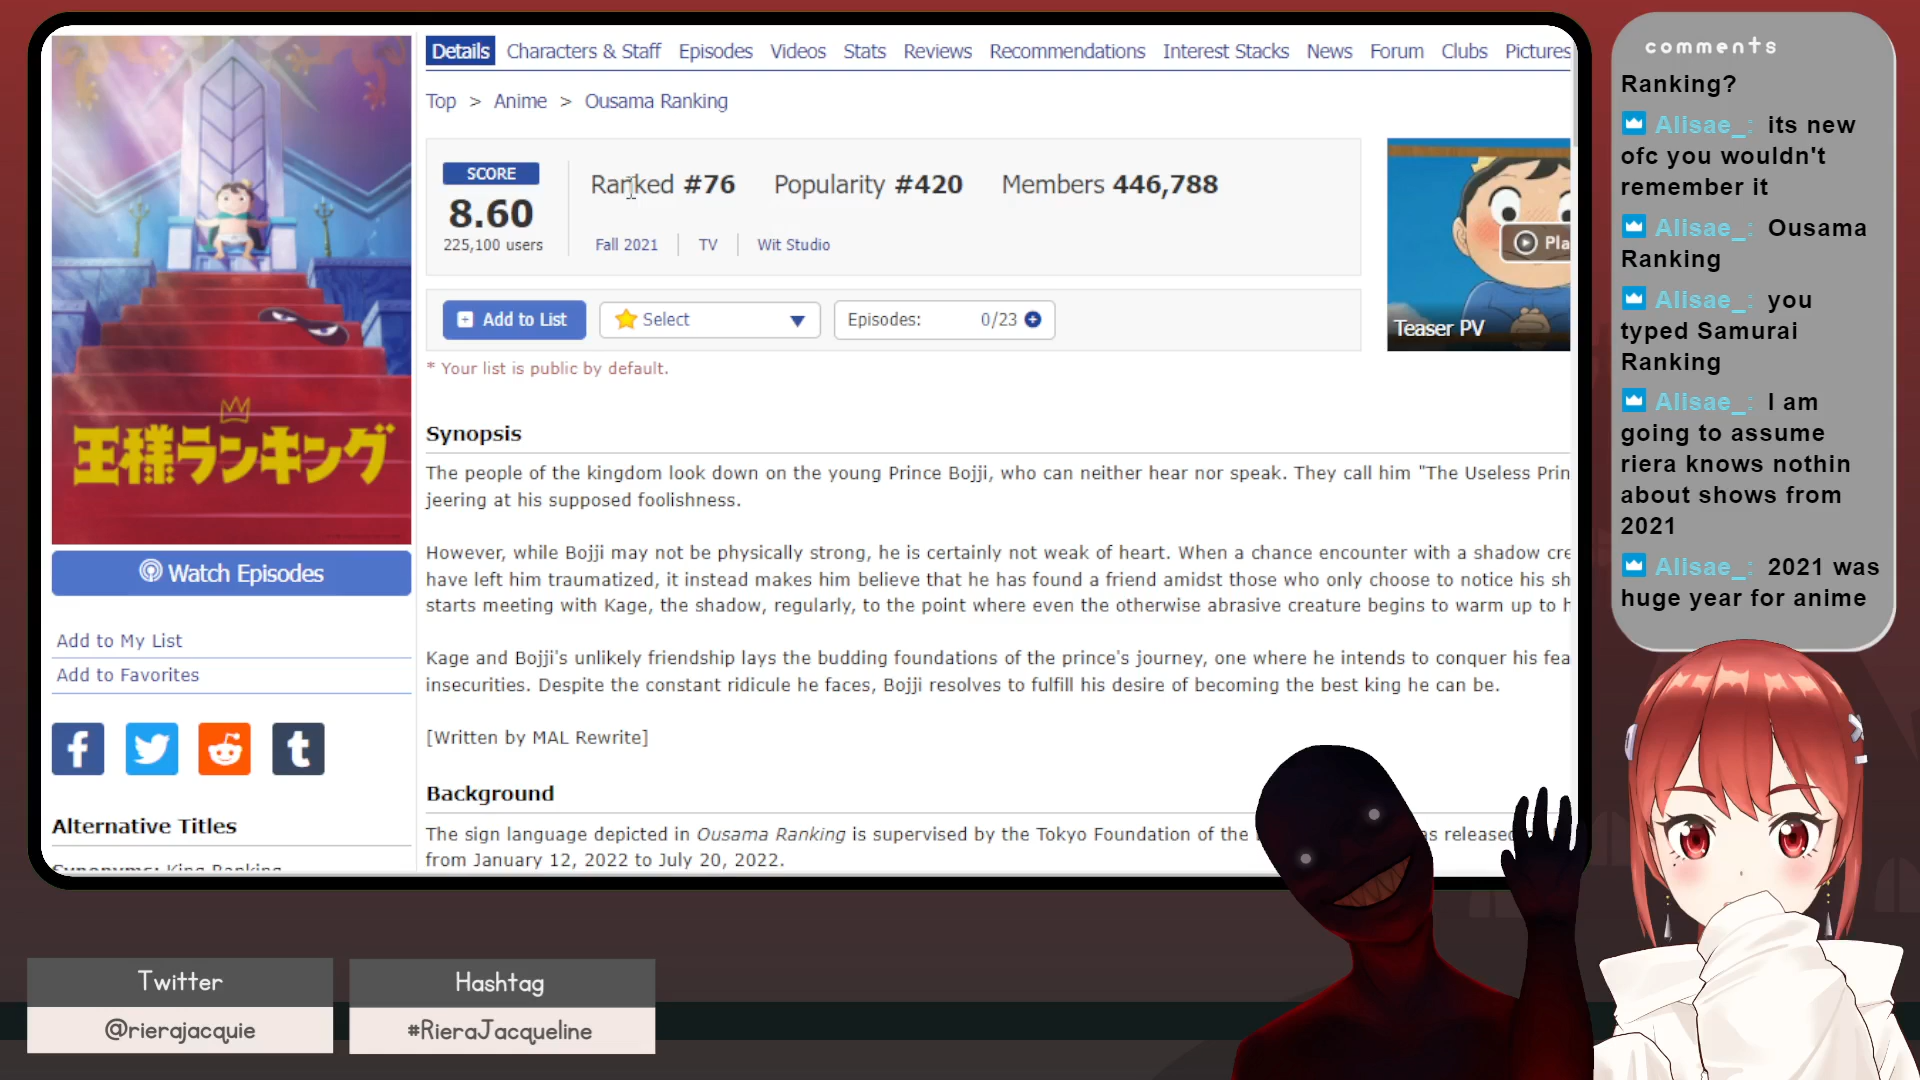 Details Characters & Staff Episodes Videos Stats Reviews Recommendations Interest Stacks News Forum Clubs Pictures
Top > Anime > Ousama Ranking
SCORE
8.60
225,100 users
Ranked #76 Popularity #420 Members 446,788
Fall 2021 TV Wit Studio
Add to List
Select
Episodes: 0/23
* Your list is public by default.
Pla
Teaser PV
王様ランキング
Watch Episodes
Add to My List
Add to Favorites
Alternative Titles
Synonyms: King Ranking
Synopsis
The people of the kingdom look down on the young Prince Bojji, who can neither hear nor speak. They call him "The Useless Prin
jeering at his supposed foolishness.
However, while Bojji may not be physically strong, he is certainly not weak of heart. When a chance encounter with a shadow cre
have left him traumatized, it instead makes him believe that he has found a friend amidst those who only choose to notice his sh
starts meeting with Kage, the shadow, regularly, to the point where even the otherwise abrasive creature begins to warm up to h
Kage and Bojji's unlikely friendship lays the budding foundations of the prince's journey, one where he intends to conquer his fea
insecurities. Despite the constant ridicule he faces, Bojji resolves to fulfill his desire of becoming the best king he can be.
[Written by MAL Rewrite]
Background
The sign language depicted in Ousama Ranking is supervised by the Tokyo Foundation of the s released
from January 12, 2022 to July 20, 2022.
comments
Ranking?
Alisae_: its new
ofc you wouldn't
remember it
Alisae_: Ousama
Ranking
Alisae_: you
typed Samurai
Ranking
Alisae_: I am
going to assume
riera knows nothin
about shows from
2021
Alisae_: 2021 was
huge year for anime
Twitter
@rierajacquie
Hashtag
#RieraJacqueline